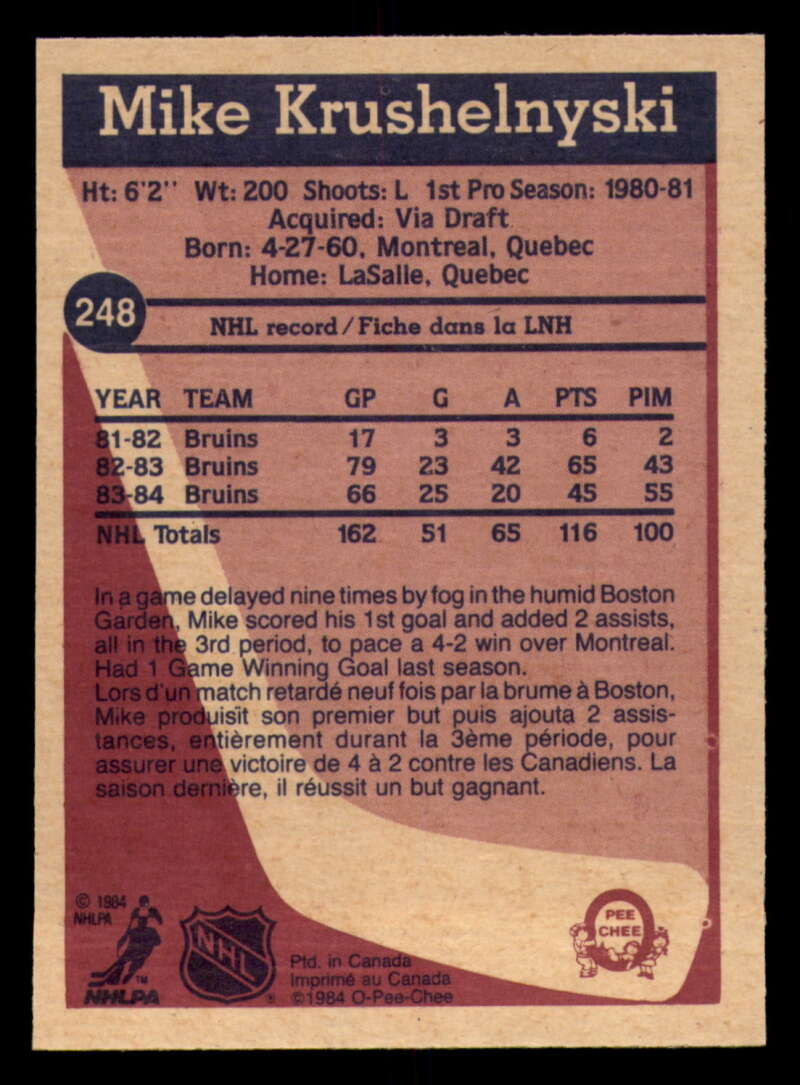 Mike Krushelnyski
Ht: 6'2" Wt: 200 Shoots: L 1st Pro Season: 1980-81
Acquired: Via Draft
Born: 4-27-60, Montreal, Quebec
Home: LaSalle, Quebec
248
NHL record/Fiche dans la LNH
YEAR TEAM GP G A PTS PIM
81-82 Bruins 17 3 3 6 2
82-83 Bruins 79 23 42 65 43
83-84 Bruins 66 25 20 45 55
NHL Totals 162 51 65 116 100
In a game delayed nine times by fog in the humid Boston
Garden, Mike scored his 1st goal and added 2 assists,
all in the 3rd period, to pace a 4-2 win over Montreal.
Had 1 Game Winning Goal last season.
Lors d'un match retardé neuf fois par la brume à Boston,
Mike produisit son premier but puis ajouta 2 assis-
tances, entièrement durant la 3ème période, pour
assurer une victoire de 4 à 2 contre les Canadiens. La
saison dernière, il réussit un but gagnant.
© 1984
NHLPA
TM
NHLPA
NHL
®
Ptd. in Canada
Imprimé au Canada
©1984 O-Pee-Chee
PEE
CHEE